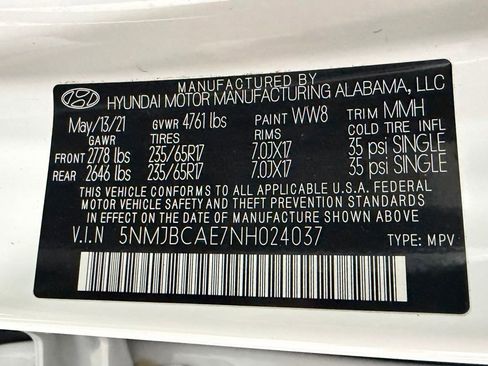 MANUFACTURED BY
HYUNDAI MOTOR MANUFACTURING ALABAMA, LLC
May/13/21 GVWR 4761 lbs PAINT WW8 TRIM MMH
GAWR TIRES RIMS COLD TIRE INFL
FRONT 2778 lbs 235/65R17 7.0JX17 35 psi SINGLE
REAR 2646 lbs 235/65R17 7.0JX17 35 psi SINGLE
THIS VEHICLE CONFORMS TO ALL APPLICABLE U.S.A. FEDERAL
MOTOR VEHICLE SAFETY AND THEFT PREVENTION STANDARDS
IN EFFECT ON THE DATE OF MANUFACTURE SHOWN ABOVE.
V.I.N 5NMJBCAE7NH024037 TYPE: MPV